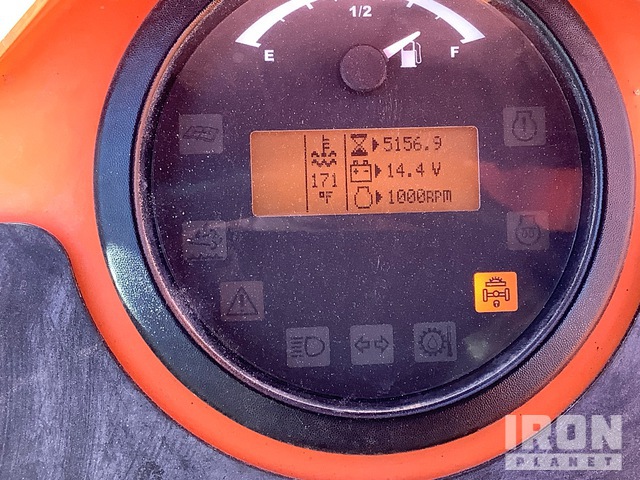 1/2
E F
5156.9
171 14.4 V
°F 1000RPM
IRON
PLANET